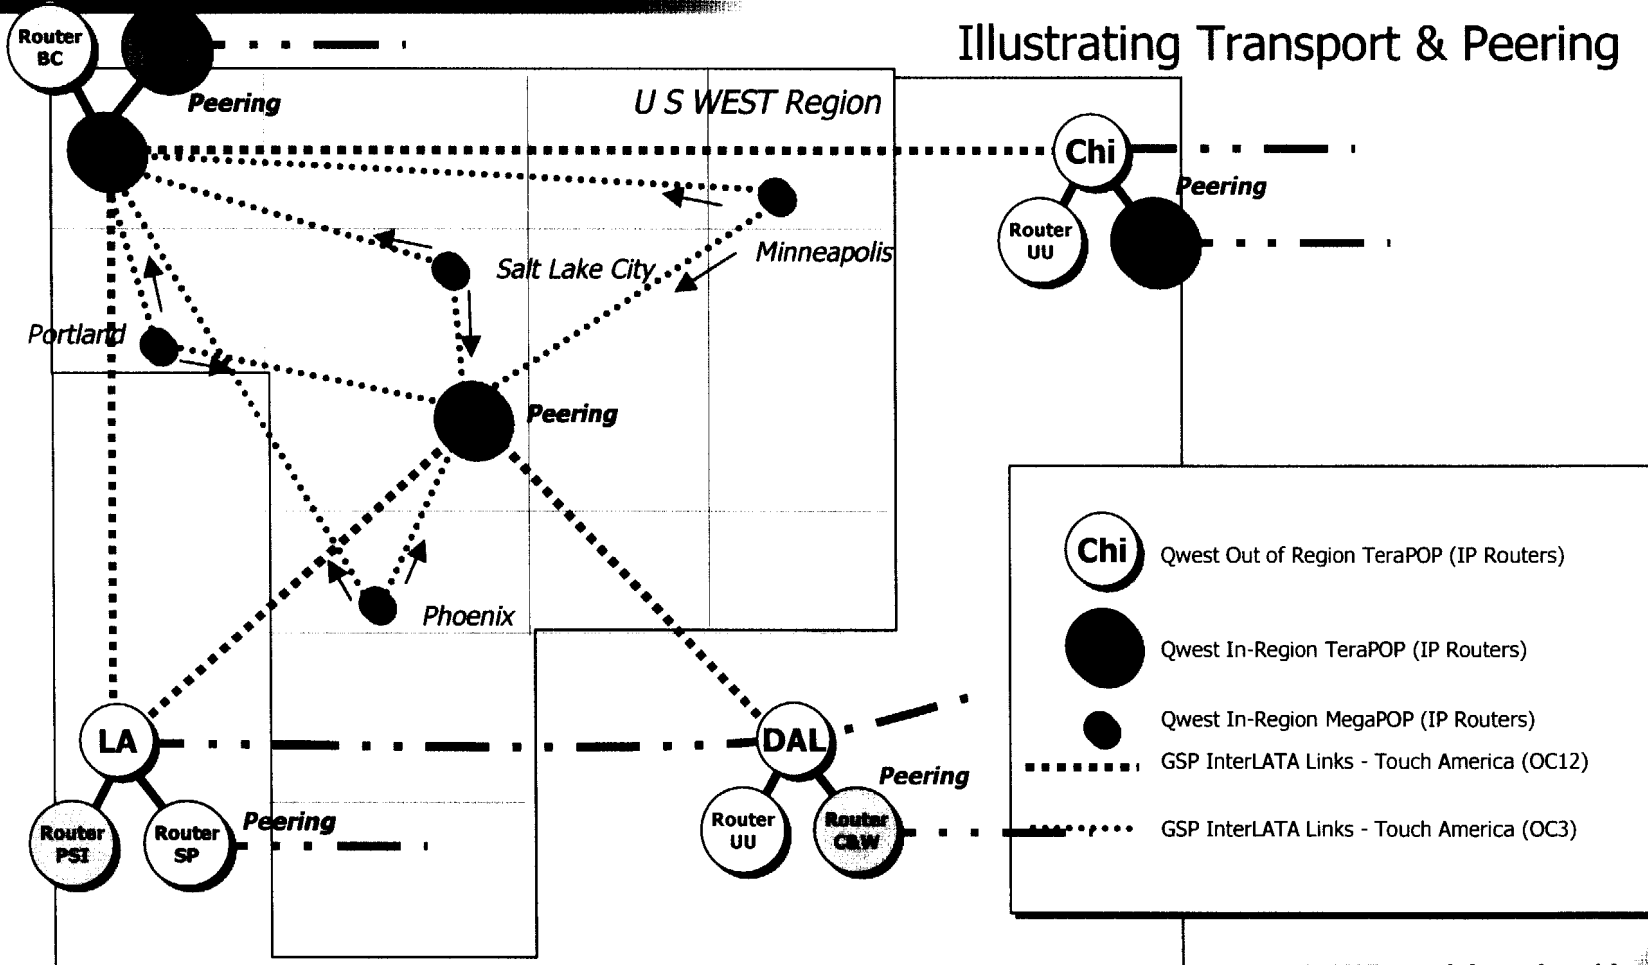 Illustrating Transport & Peering
Router
BC
Peering
U S WEST Region
Chi
Peering
Router
UU
Minneapolis
Salt Lake City
Portland
Peering
Phoenix
Chi
Qwest Out of Region TeraPOP (IP Routers)
Qwest In-Region TeraPOP (IP Routers)
Qwest In-Region MegaPOP (IP Routers)
GSP InterLATA Links - Touch America (OC12)
GSP InterLATA Links - Touch America (OC3)
LA
DAL
Peering
Router
PSI
Router
SP
Peering
Router
UU
Router
C&W